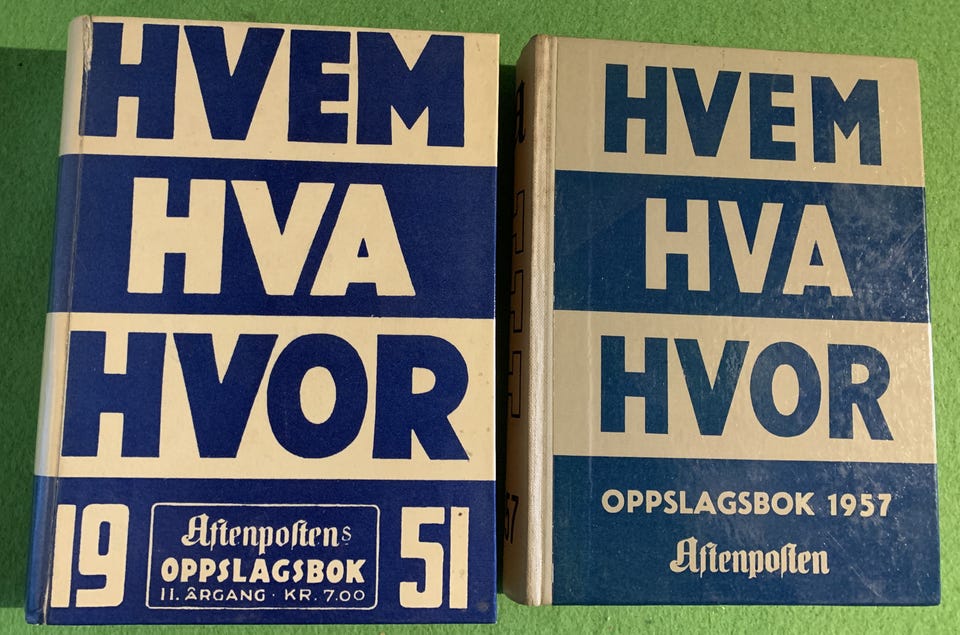 HVEM
HVA
HVOR
19 51
Aftenpostens
OPPSLAGSBOK
11. ÅRGANG · KR. 7.00
HVEM
HVA
HVOR
OPPSLAGSBOK 1957
Aftenposten